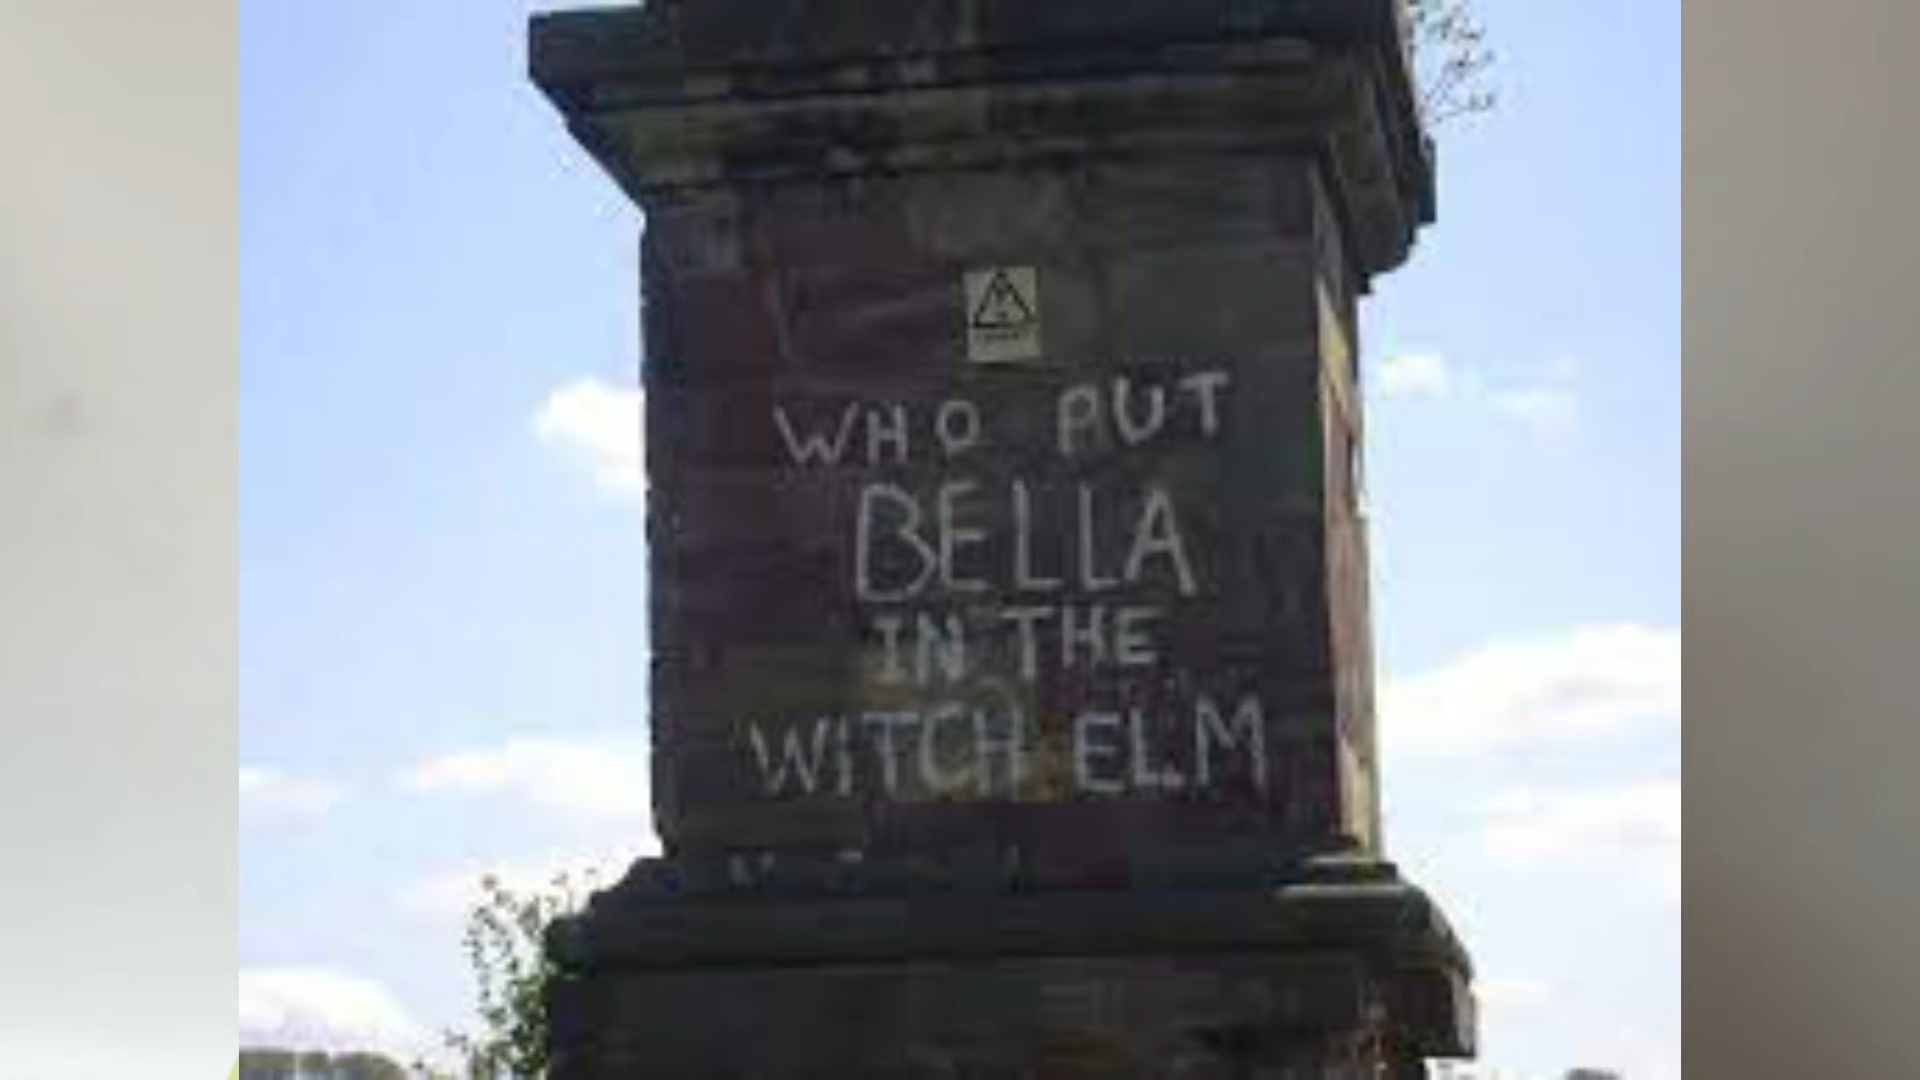 WHO PUT
BELLA
IN THE
WITCH ELM